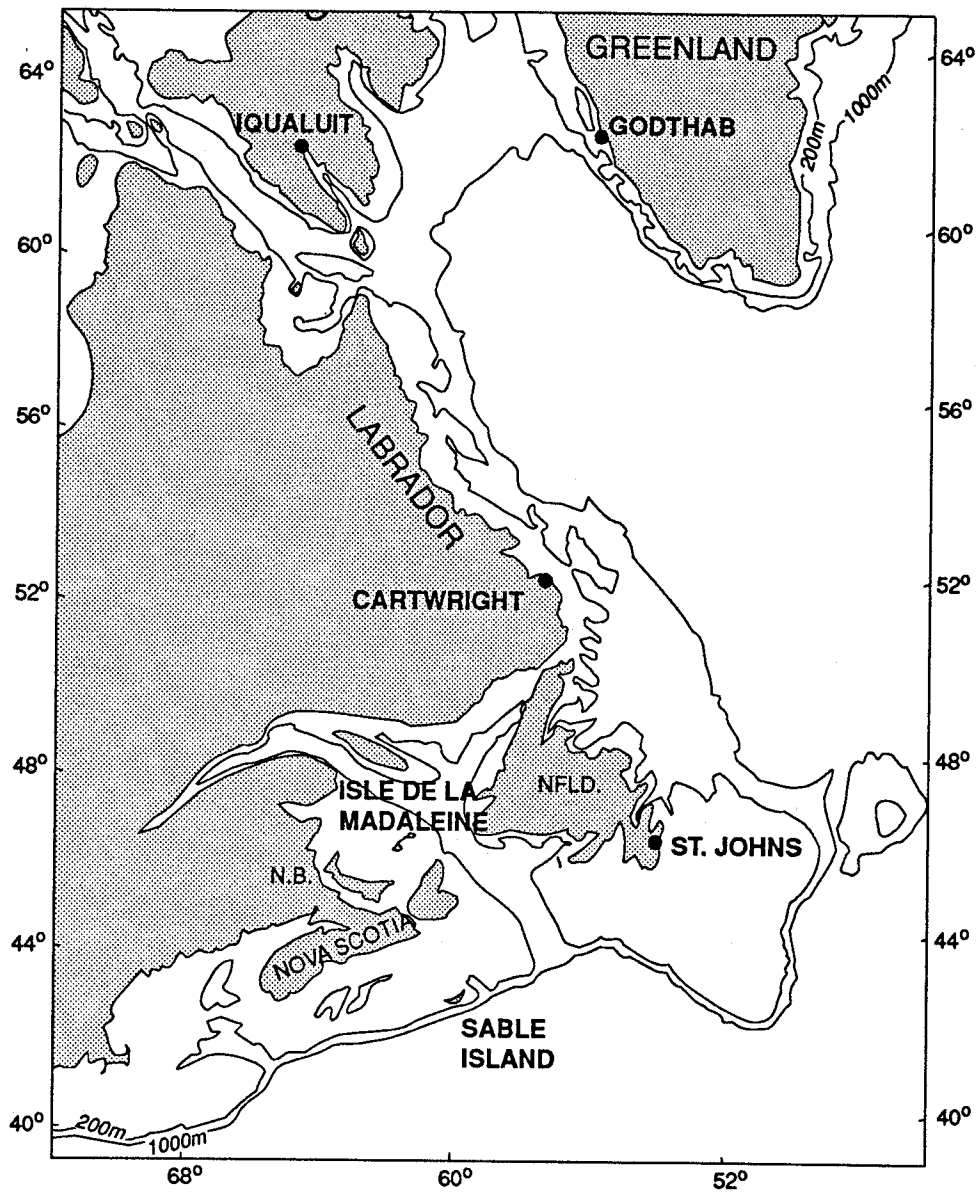 GREENLAND
64°
64°
1000m
200m
IQUALUIT
GODTHAB
60°
60°
56°
56°
LABRADOR
52°
52°
CARTWRIGHT
48°
48°
ISLE DE LA
MADALEINE
NFLD.
ST. JOHNS
N.B.
44°
44°
NOVA SCOTIA
SABLE
ISLAND
40°
40°
200m
1000m
68°
60°
52°